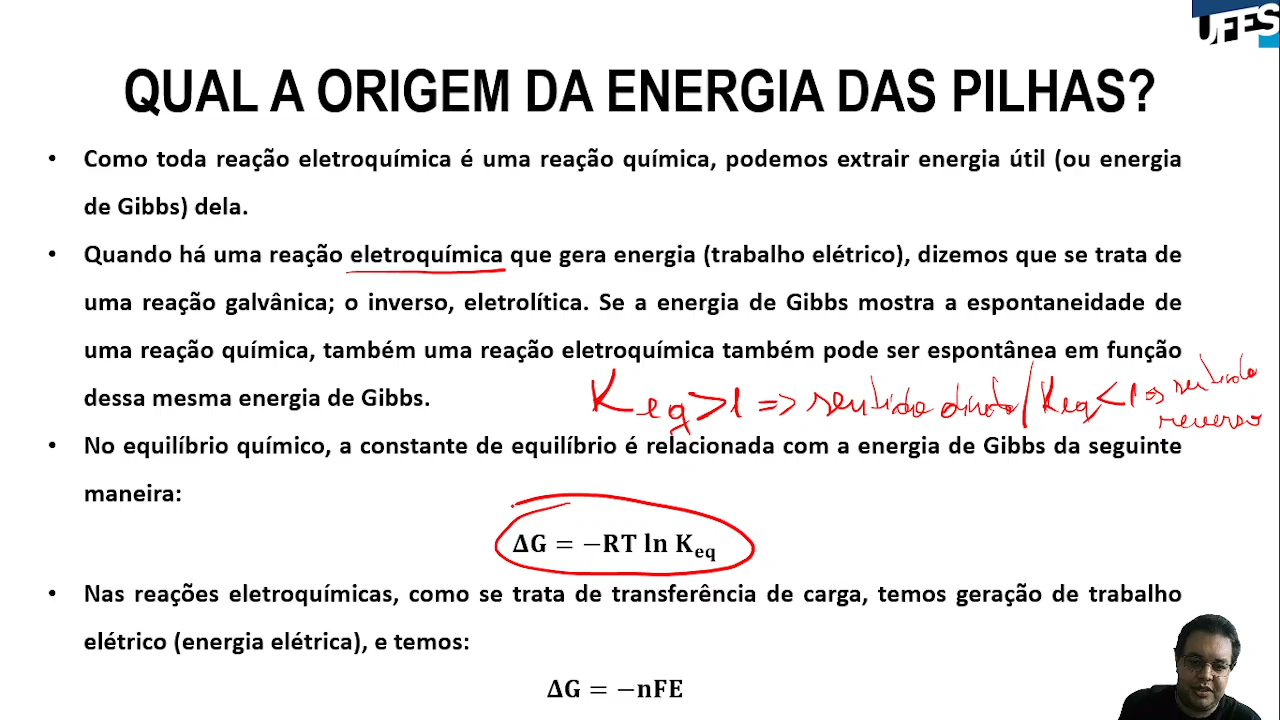 UFES
QUAL A ORIGEM DA ENERGIA DAS PILHAS?
• Como toda reação eletroquímica é uma reação química, podemos extrair energia útil (ou energia
de Gibbs) dela.
• Quando há uma reação eletroquímica que gera energia (trabalho elétrico), dizemos que se trata de
uma reação galvânica; o inverso, eletrolítica. Se a energia de Gibbs mostra a espontaneidade de
uma reação química, também uma reação eletroquímica também pode ser espontânea em função
dessa mesma energia de Gibbs.
Keq>1 => sentido direto / Keq<1 => sentido
reverso
• No equilíbrio químico, a constante de equilíbrio é relacionada com a energia de Gibbs da seguinte
maneira:
ΔG = −RT ln Keq
• Nas reações eletroquímicas, como se trata de transferência de carga, temos geração de trabalho
elétrico (energia elétrica), e temos:
ΔG = −nFE